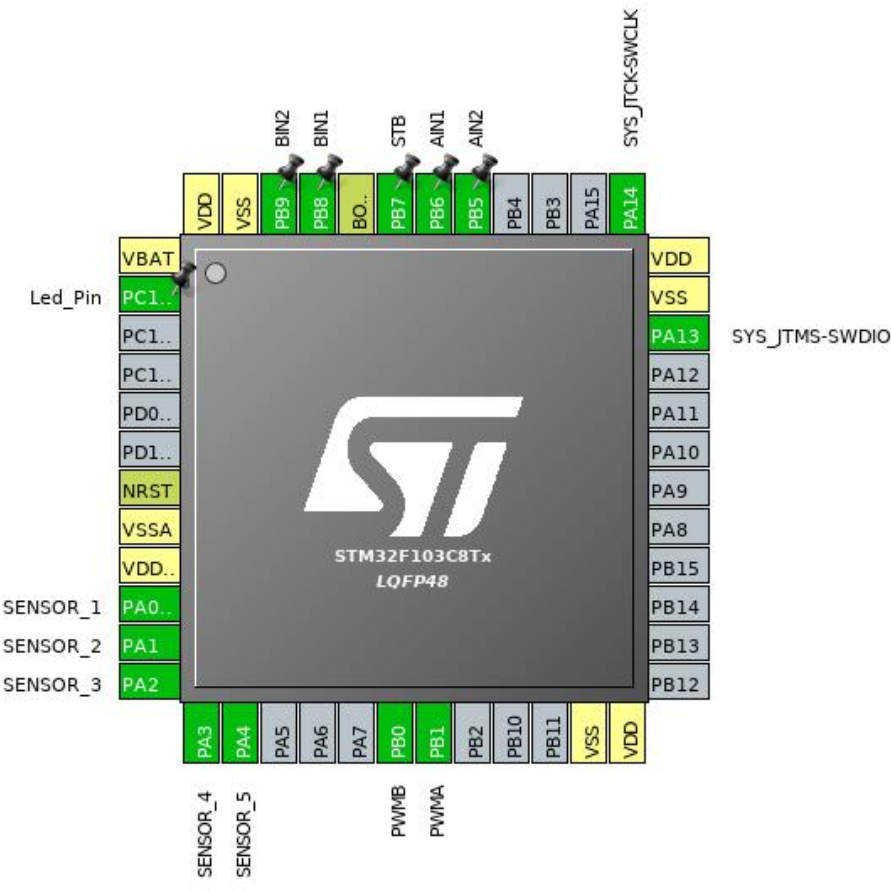 SYS_JTCK-SWCLK
BIN2
BIN1
STB
AIN1
AIN2
VDD
VSS
PB9
PB8
BO..
PB7
PB6
PB5
PB4
PB3
PA15
PA14
VBAT
VDD
Led_Pin PC1..
VSS
PC1..
PA13 SYS_JTMS-SWDIO
PC1..
PA12
PD0..
PA11
PD1..
PA10
NRST
PA9
VSSA
PA8
VDD..
PB15
SENSOR_1 PA0..
PB14
SENSOR_2 PA1
PB13
SENSOR_3 PA2
PB12
ST
STM32F103C8Tx
LQFP48
PA3
PA4
PA5
PA6
PA7
PB0
PB1
PB2
PB10
PB11
VSS
VDD
SENSOR_4
SENSOR_5
PWMB
PWMA